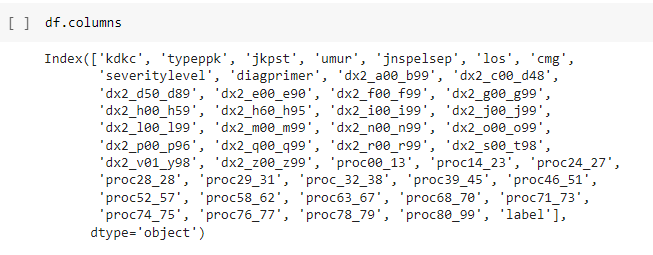 [ ] df.columns
Index(['kdkc', 'typeppk', 'jkpst', 'umur', 'jnspelsep', 'los', 'cmg',
'severitylevel', 'diagprimer', 'dx2_a00_b99', 'dx2_c00_d48',
'dx2_d50_d89', 'dx2_e00_e90', 'dx2_f00_f99', 'dx2_g00_g99',
'dx2_h00_h59', 'dx2_h60_h95', 'dx2_i00_i99', 'dx2_j00_j99',
'dx2_l00_l99', 'dx2_m00_m99', 'dx2_n00_n99', 'dx2_o00_o99',
'dx2_p00_p96', 'dx2_q00_q99', 'dx2_r00_r99', 'dx2_s00_t98',
'dx2_v01_y98', 'dx2_z00_z99', 'proc00_13', 'proc14_23', 'proc24_27',
'proc28_28', 'proc29_31', 'proc_32_38', 'proc39_45', 'proc46_51',
'proc52_57', 'proc58_62', 'proc63_67', 'proc68_70', 'proc71_73',
'proc74_75', 'proc76_77', 'proc78_79', 'proc80_99', 'label'],
dtype='object')